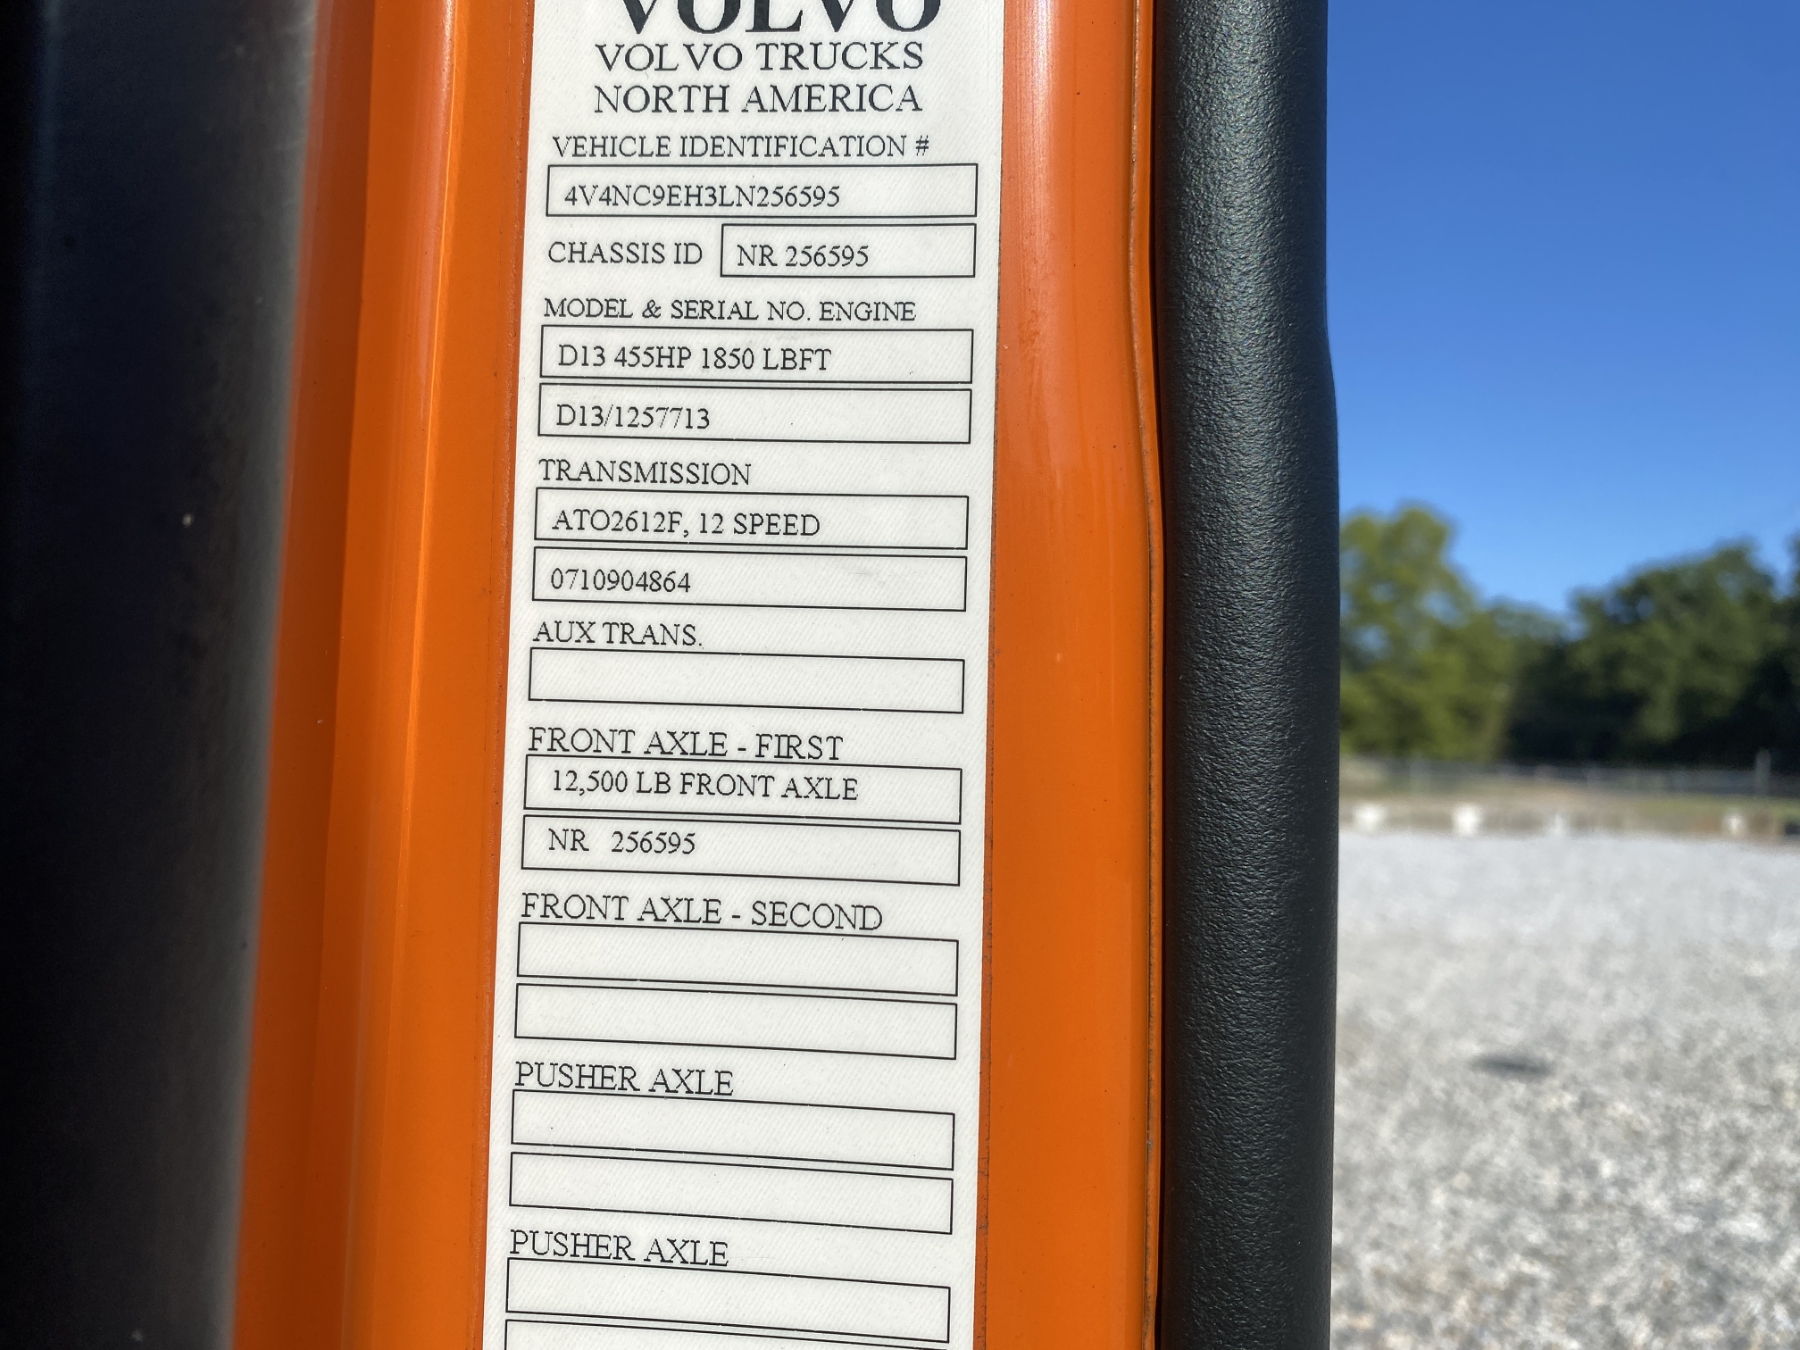 VOLVO
VOLVO TRUCKS
NORTH AMERICA
VEHICLE IDENTIFICATION #
4V4NC9EH3LN256595
CHASSIS ID NR 256595
MODEL & SERIAL NO. ENGINE
D13 455HP 1850 LBFT
D13/1257713
TRANSMISSION
ATO2612F, 12 SPEED
0710904864
AUX TRANS.
FRONT AXLE - FIRST
12,500 LB FRONT AXLE
NR 256595
FRONT AXLE - SECOND
PUSHER AXLE
PUSHER AXLE